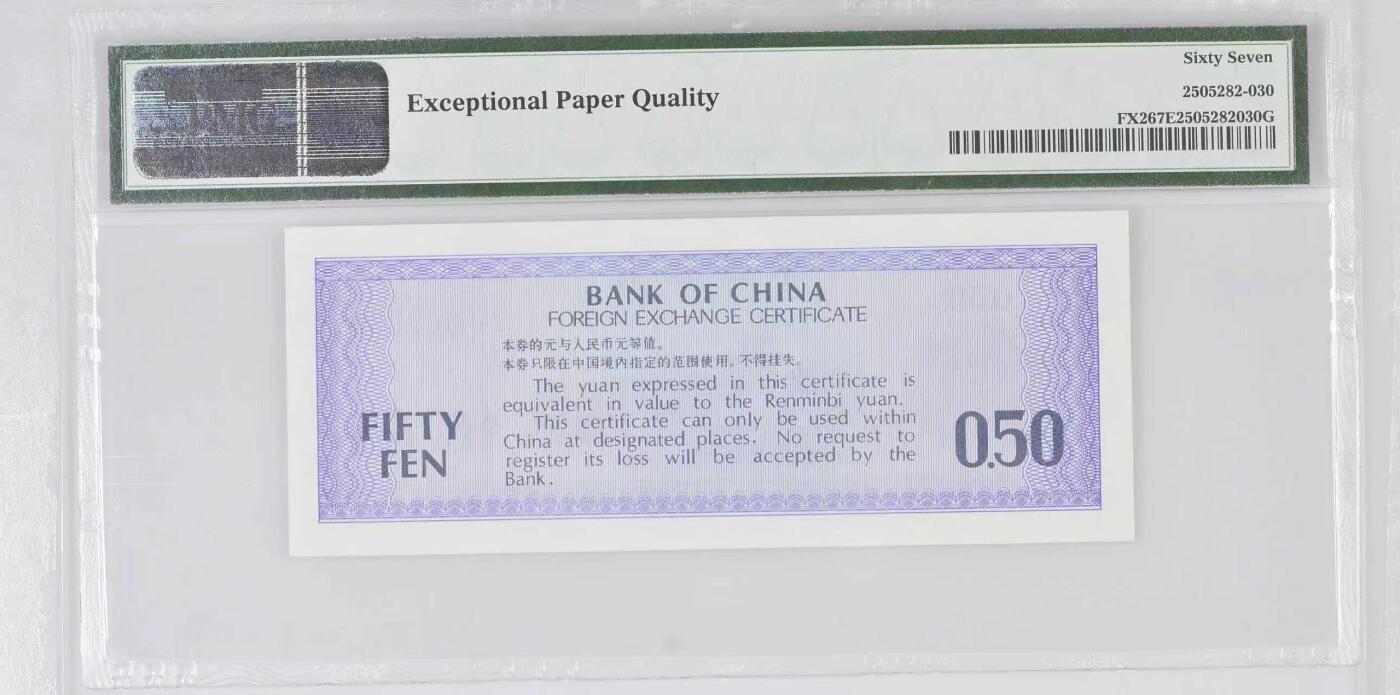 PMG
Exceptional Paper Quality
Sixty Seven
2505282-030
FX267E2505282030G
BANK OF CHINA
FOREIGN EXCHANGE CERTIFICATE
本券的元与人民币元等值。
本券只限在中国境内指定的范围使用。不得挂失。
The yuan expressed in this certificate is
equivalent in value to the Renminbi yuan.
This certificate can only be used within
China at designated places. No request to
register its loss will be accepted by the
Bank.
FIFTY
FEN
0.50